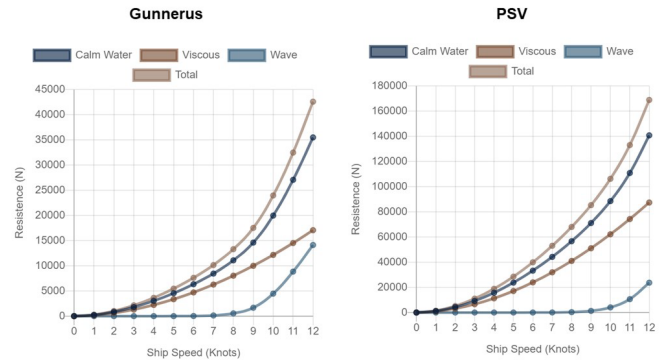 Gunnerus
Calm Water Viscous Wave
Total
45000
40000
35000
30000
25000
20000
15000
10000
5000
0
Resistence (N)
0 1 2 3 4 5 6 7 8 9 10 11 12
Ship Speed (Knots)
PSV
Calm Water Viscous Wave
Total
180000
160000
140000
120000
100000
80000
60000
40000
20000
0
Resistence (N)
0 1 2 3 4 5 6 7 8 9 10 11 12
Ship Speed (Knots)